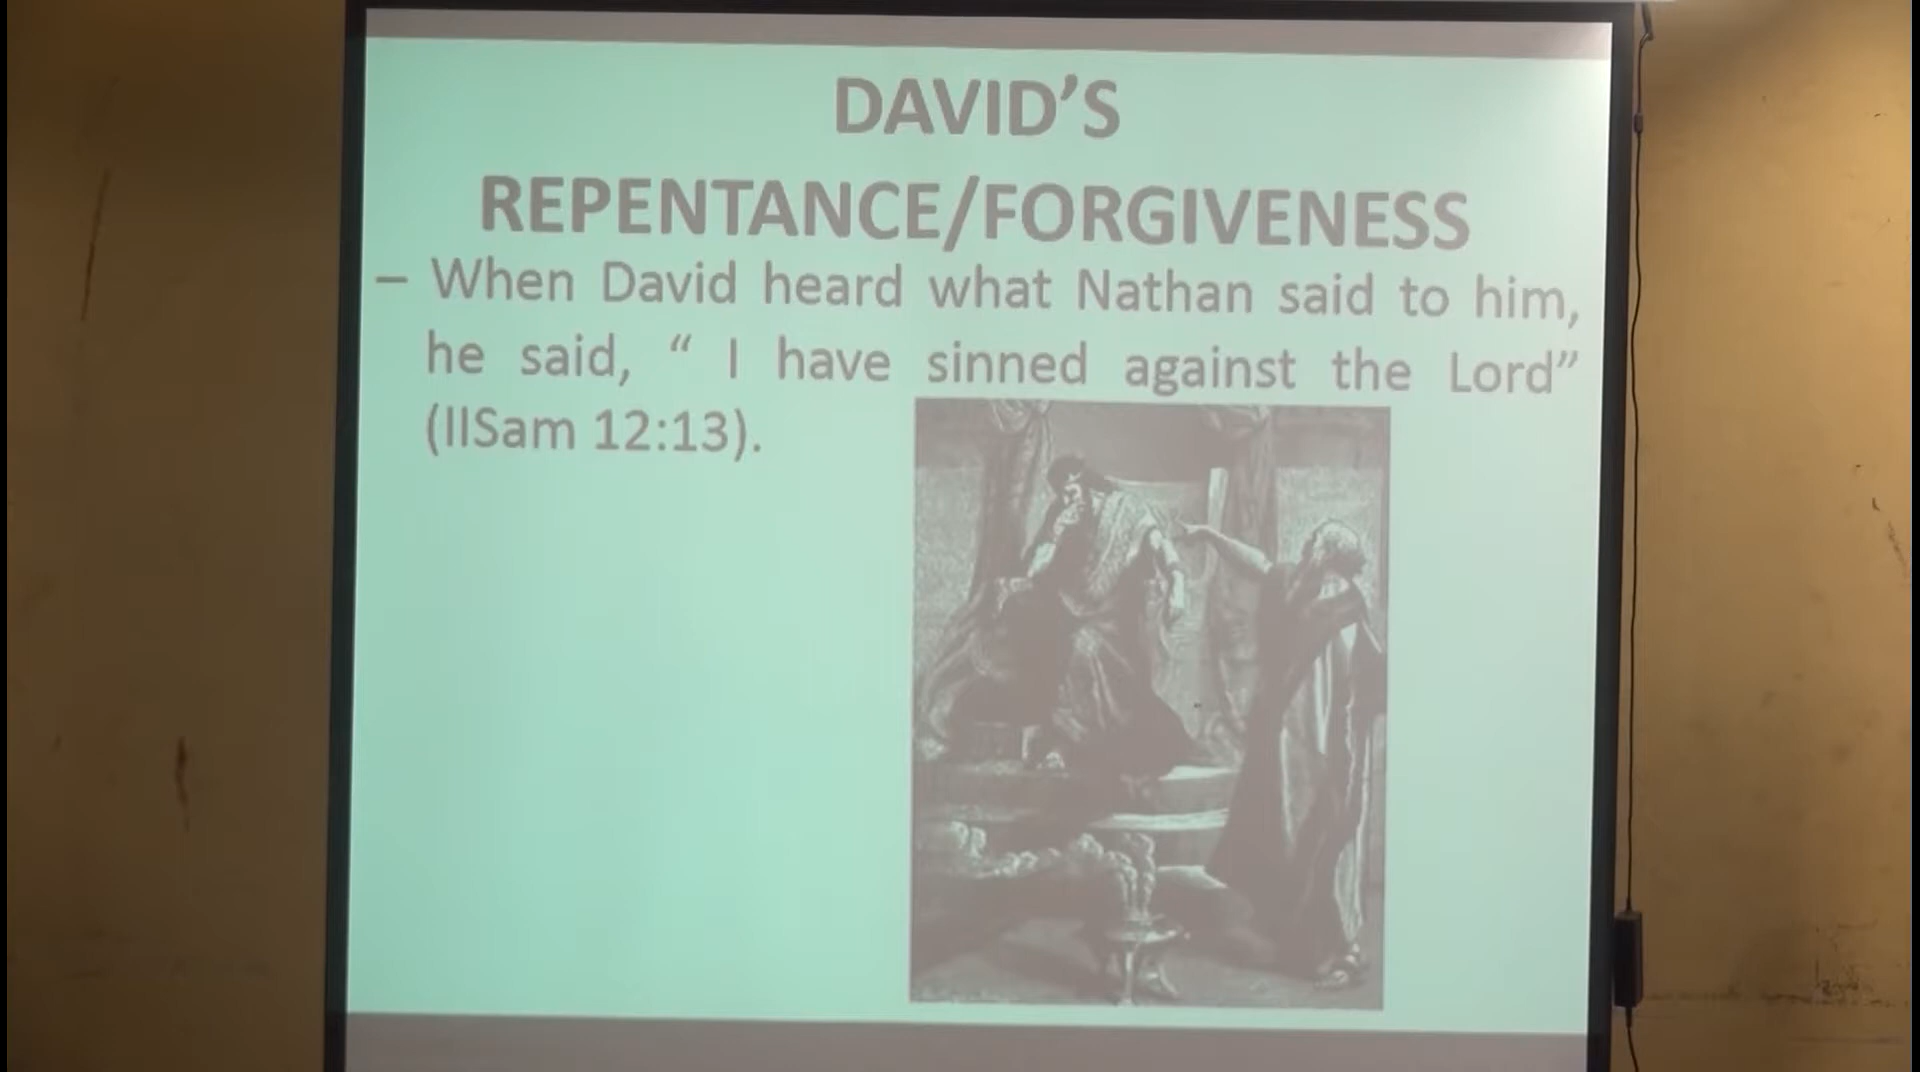 DAVID’S
REPENTANCE/FORGIVENESS
– When David heard what Nathan said to him,
he said, “ I have sinned against the Lord”
(IISam 12:13).